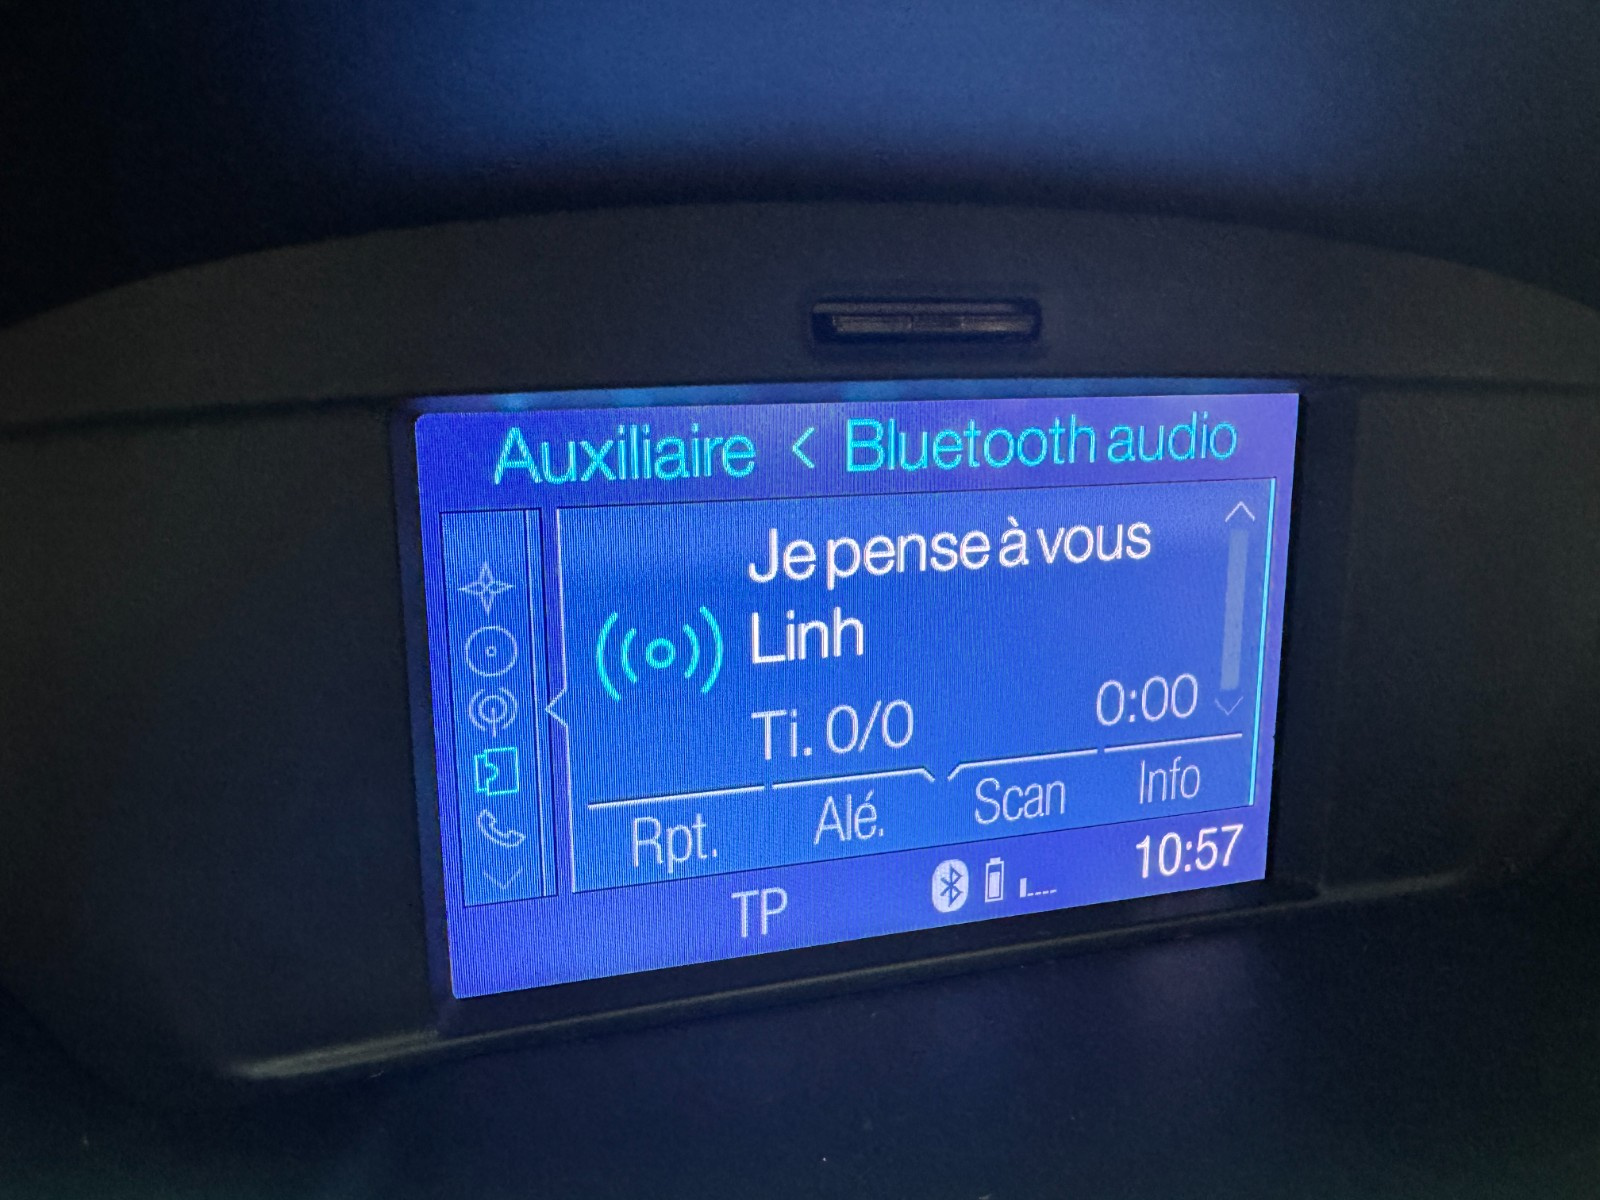 Auxiliaire < Bluetooth audio
Je pense à vous
Linh
Ti. 0/0 0:00
Rpt. Alé. Scan Info
TP 10:57